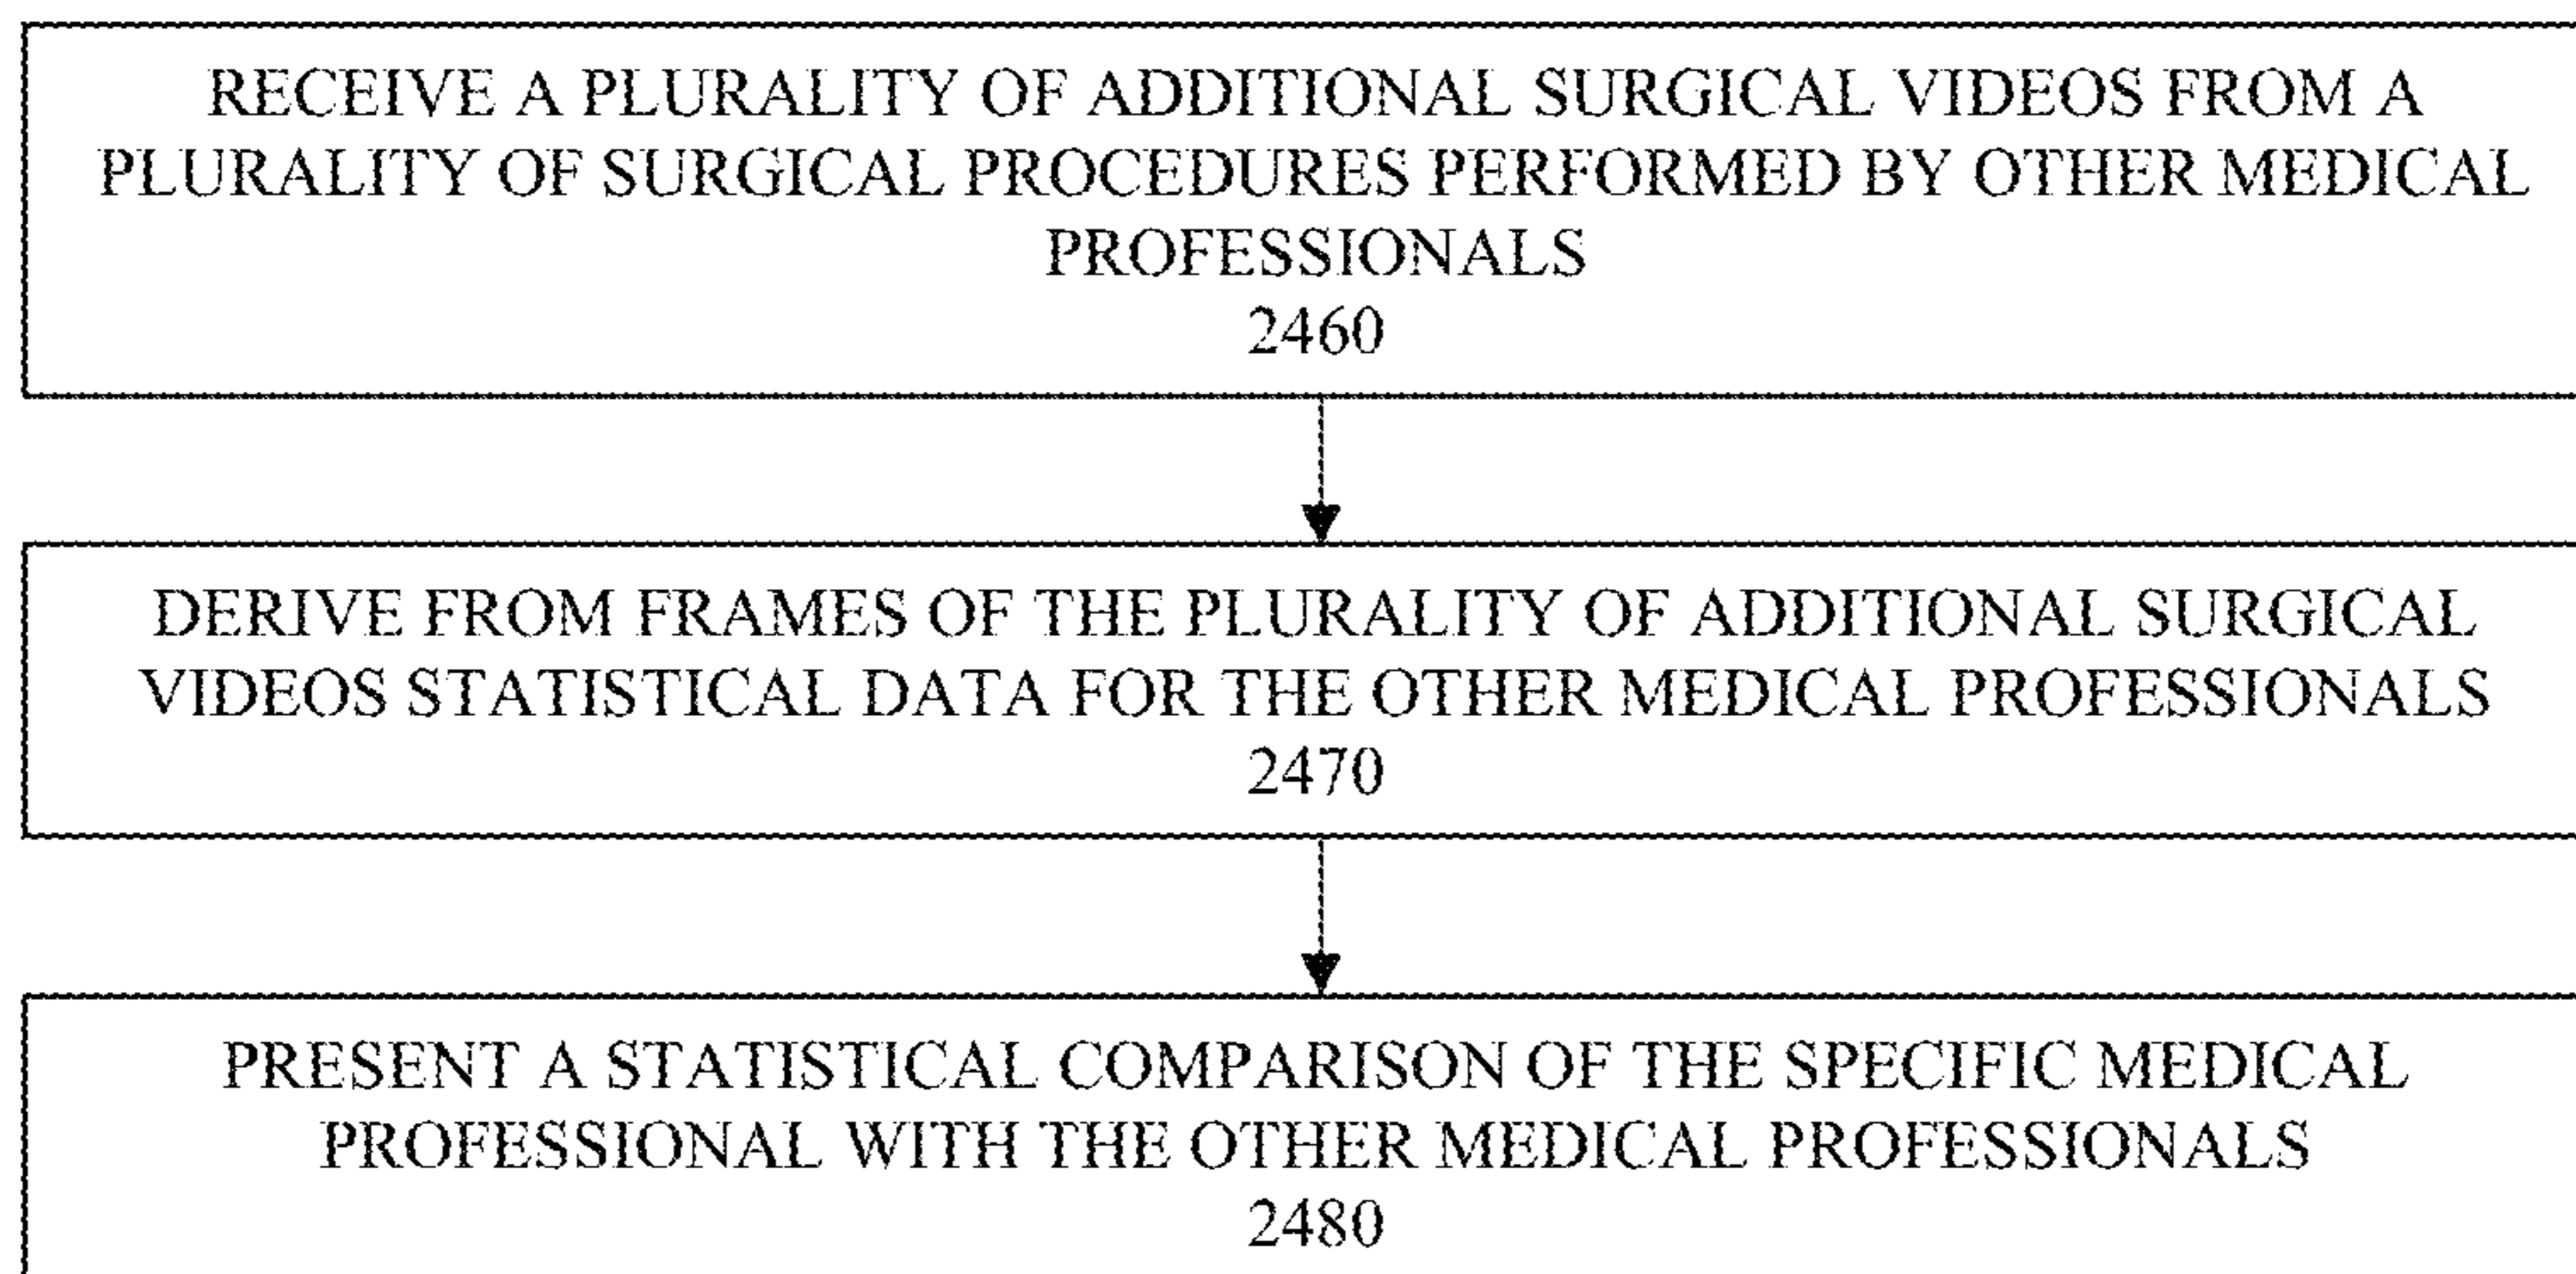 RECEIVE A PLURALITY OF ADDITIONAL SURGICAL VIDEOS FROM A
PLURALITY OF SURGICAL PROCEDURES PERFORMED BY OTHER MEDICAL
PROFESSIONALS
2460
DERIVE FROM FRAMES OF THE PLURALITY OF ADDITIONAL SURGICAL
VIDEOS STATISTICAL DATA FOR THE OTHER MEDICAL PROFESSIONALS
2470
PRESENT A STATISTICAL COMPARISON OF THE SPECIFIC MEDICAL
PROFESSIONAL WITH THE OTHER MEDICAL PROFESSIONALS
2480